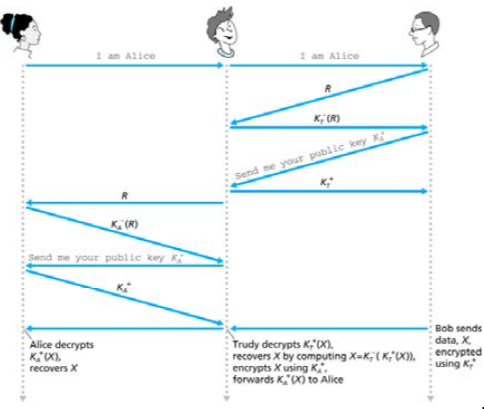 I am Alice
I am Alice
R
K_T^-(R)
Send me your public key K_A^+
K_T^+
R
K_A^-(R)
Send me your public key K_A^-
K_A^+
Alice decrypts
K_A^+(X),
recovers X
Trudy decrypts K_T^+(X),
recovers X by computing X=K_T^-( K_T^+(X)),
encrypts X using K_A^+,
forwards K_A^+(X) to Alice
Bob sends
data, X,
encrypted
using K_T^+